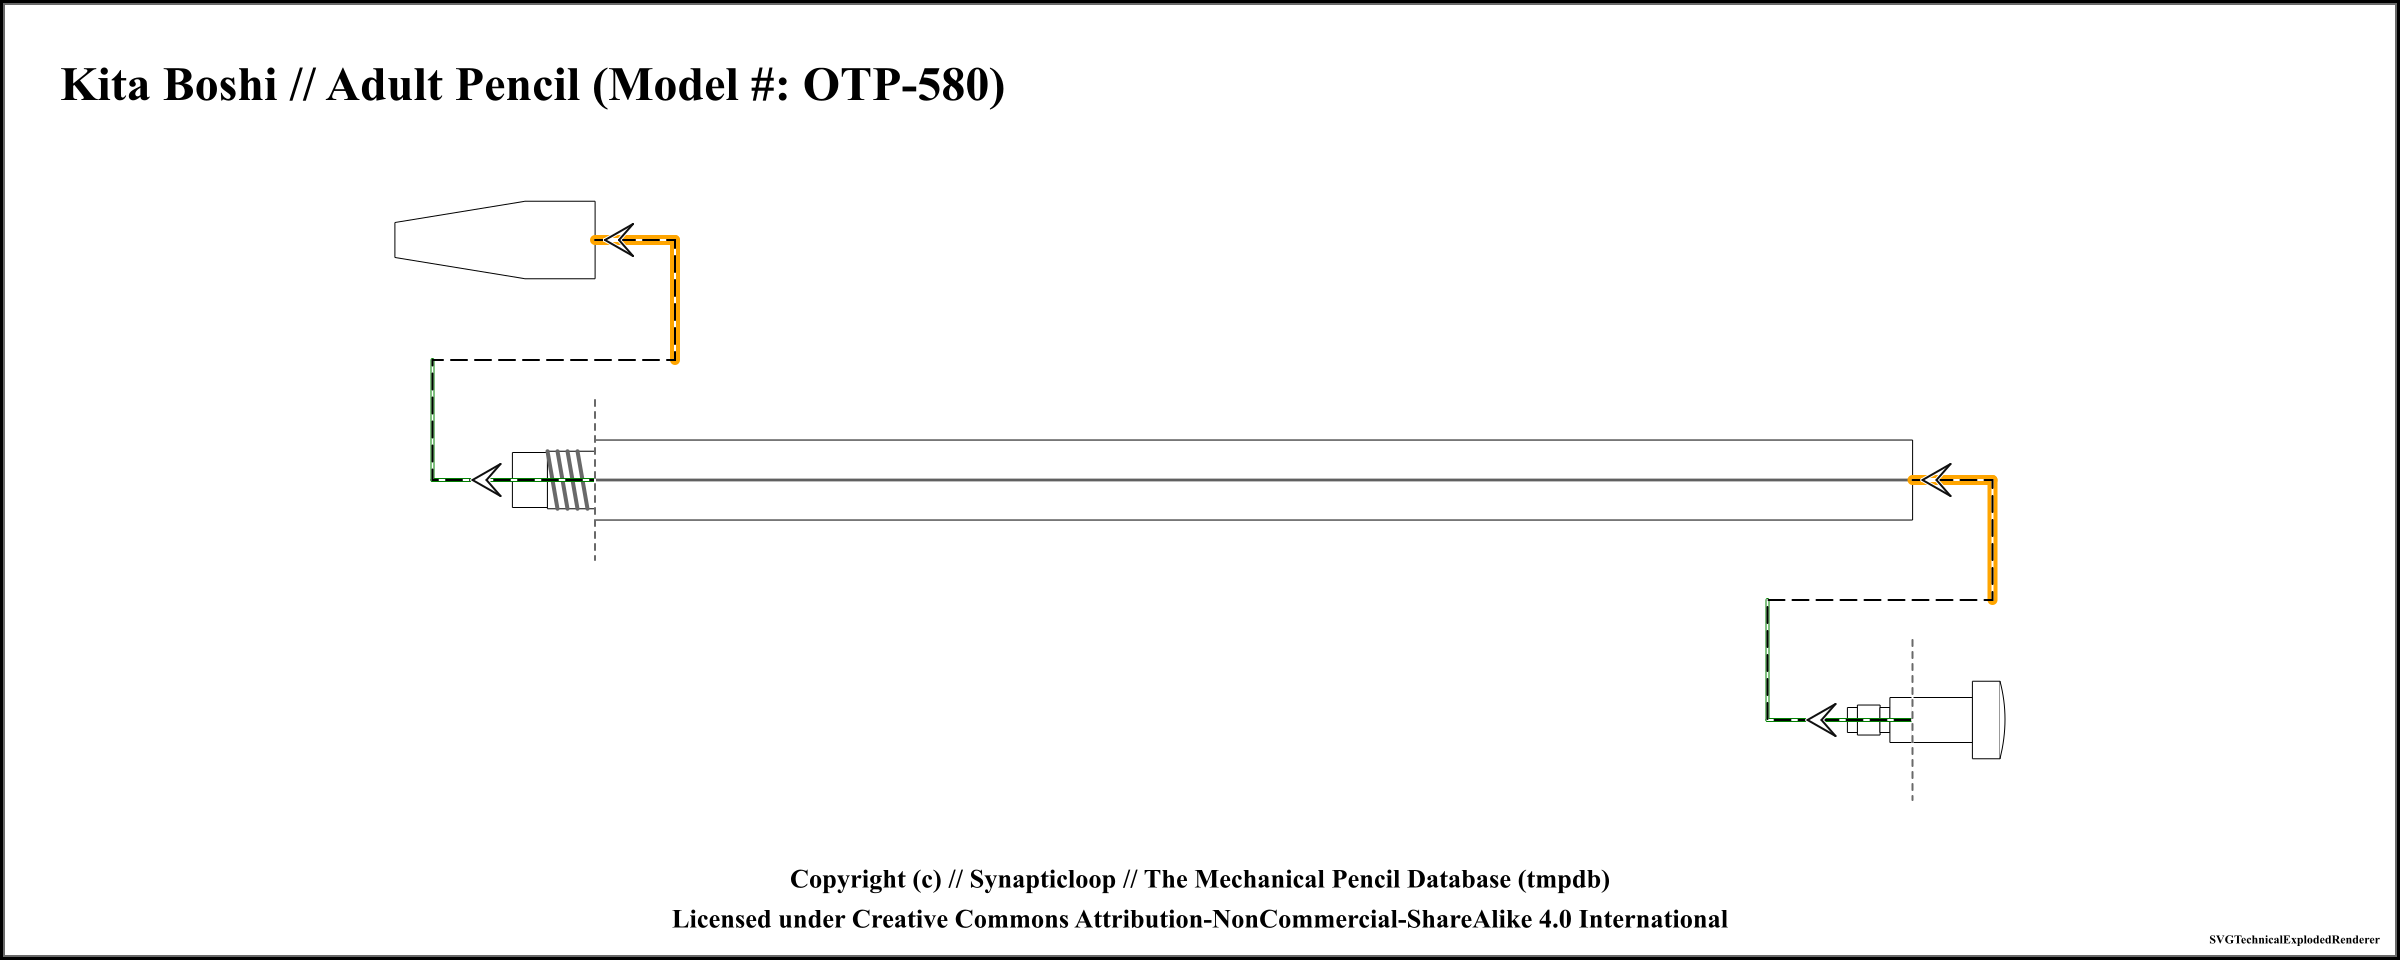 Kita Boshi // Adult Pencil (Model #: OTP-580)
Copyright (c) // Synapticloop // The Mechanical Pencil Database (tmpdb)
Licensed under Creative Commons Attribution-NonCommercial-ShareAlike 4.0 International
SVGTechnicalExplodedRenderer